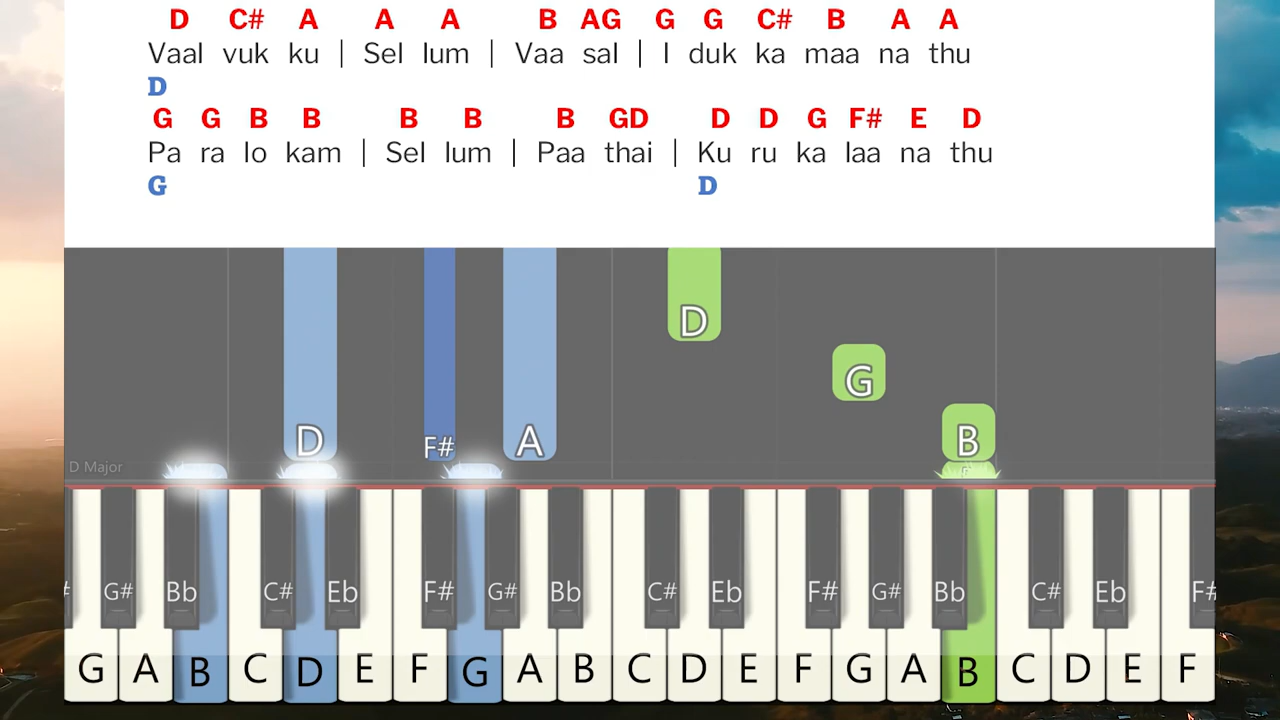 D C# A A A B AG G G C# B A A
Vaal vuk ku | Sel lum | Vaa sal | I duk ka maa na thu
D
G G B B B B B GD D D G F# E D
Pa ra lo kam | Sel lum | Paa thai | Ku ru ka laa na thu
G D
D
G
D F# A B
D Major
G# Bb C# Eb F# G# Bb C# Eb F# G# Bb C# Eb F#
G A B C D E F G A B C D E F G A B C D E F